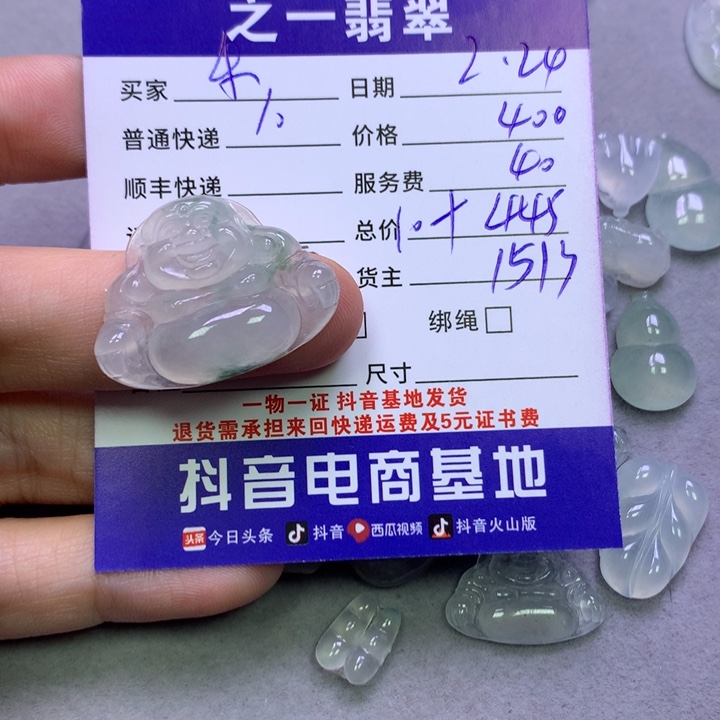 之一翡翠
买家 朱 日期 2.24
10 价格 400
普通快递
顺丰快递 服务费 40
总价 10+ 445
货主 151
绑绳
尺寸
一物一证 抖音基地发货
退货需承担来回快递运费及5元证书费
抖音电商基地
头条 今日头条 抖音 西瓜视频 抖音火山版